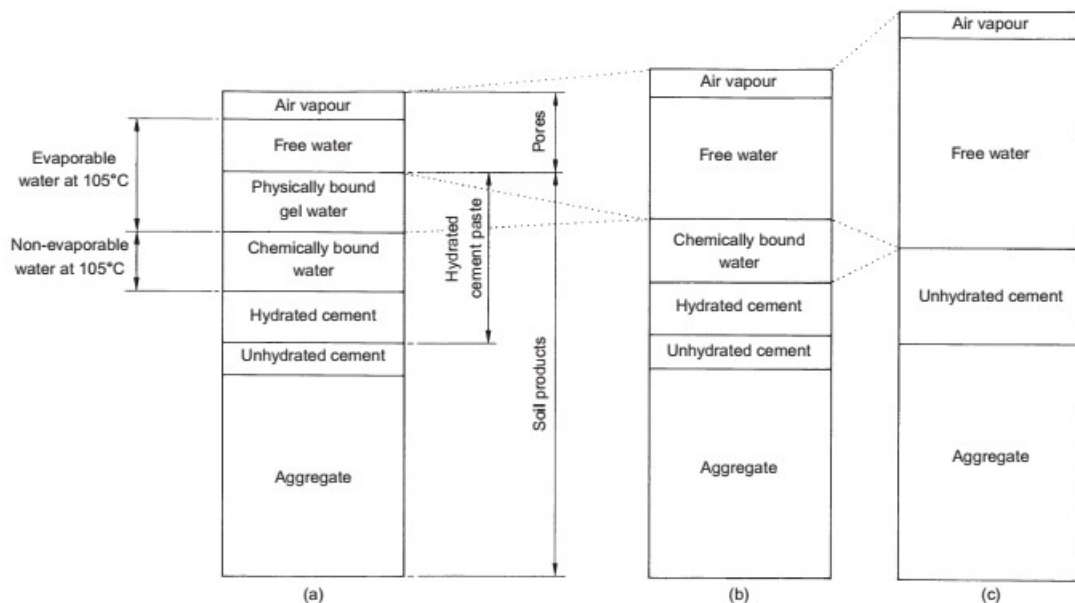 Evaporable
water at 105°C
Non-evaporable
water at 105°C
Air vapour
Free water
Physically bound
gel water
Chemically bound
water
Hydrated cement
Unhydrated cement
Aggregate
(a)
Hydrated
cement paste
Pores
Soil products
Air vapour
Free water
Chemically bound
water
Hydrated cement
Unhydrated cement
Aggregate
(b)
Air vapour
Free water
Unhydrated cement
Aggregate
(c)